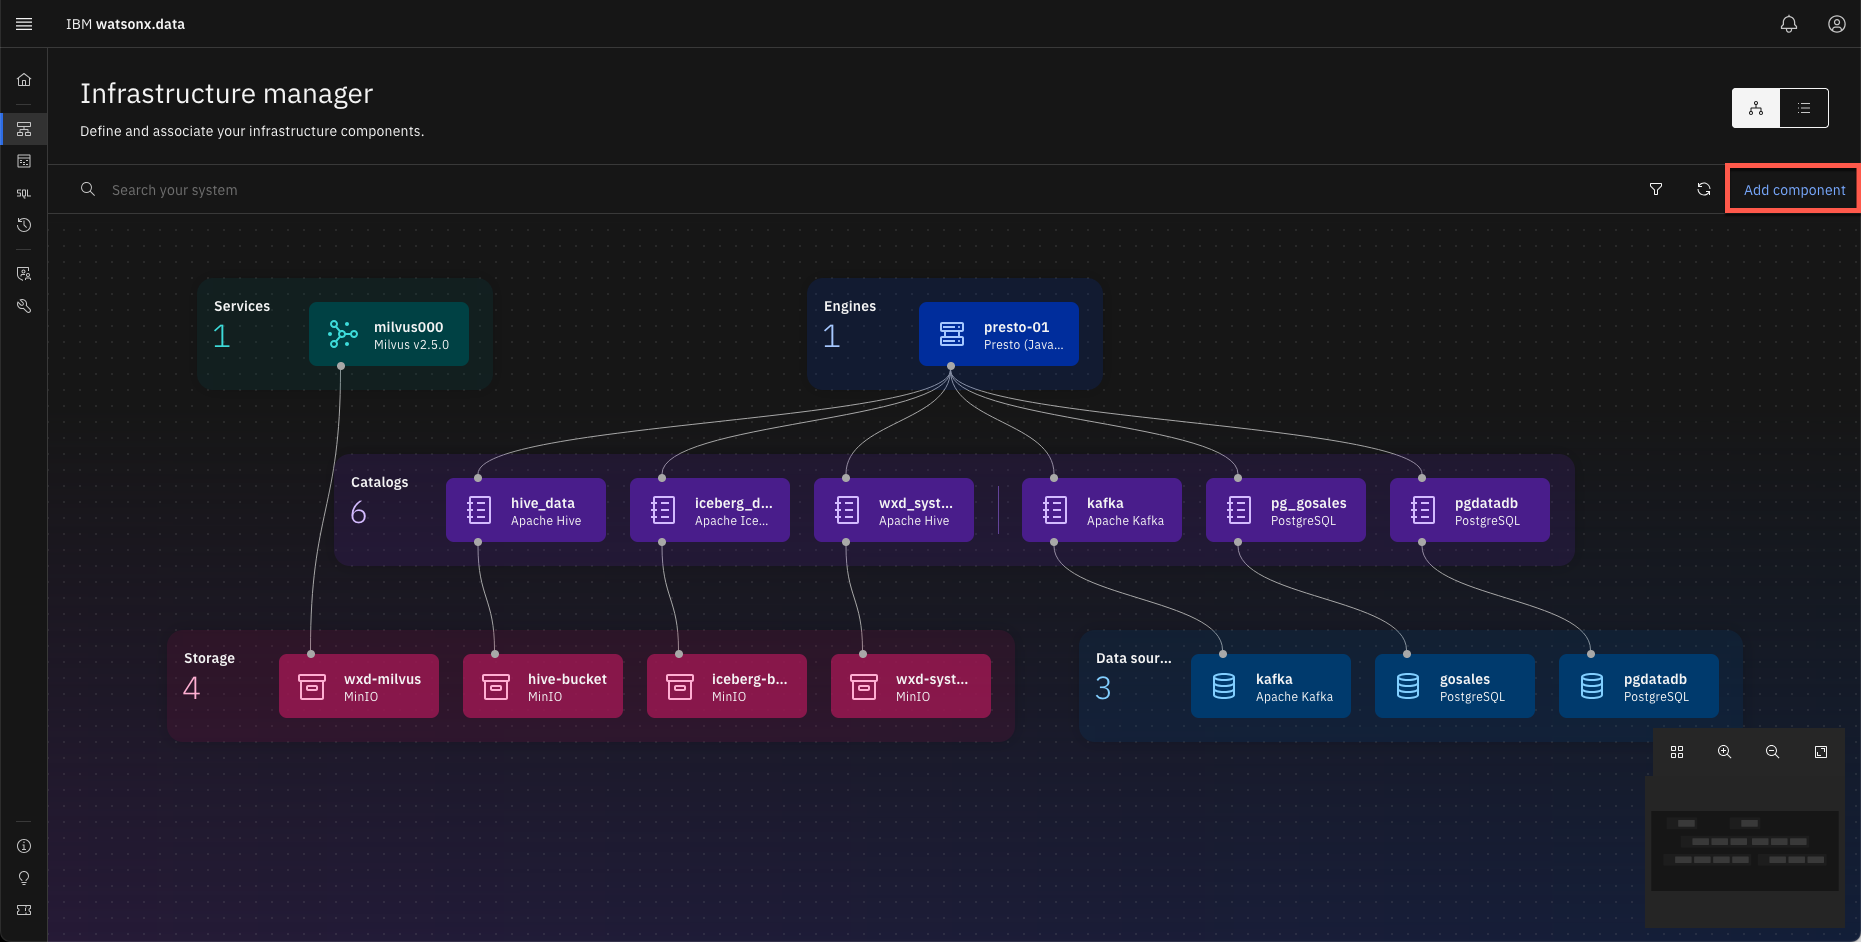 IBM watsonx.data
Infrastructure manager
Define and associate your infrastructure components.
Search your system
Add component
SQL
Services
1
milvus000
Milvus v2.5.0
Engines
1
presto-01
Presto (Java...
Catalogs
6
hive_data
Apache Hive
iceberg_d...
Apache Ice...
wxd_syst...
Apache Hive
kafka
Apache Kafka
pg_gosales
PostgreSQL
pgdatadb
PostgreSQL
Storage
4
wxd-milvus
MinIO
hive-bucket
MinIO
iceberg-b...
MinIO
wxd-syst...
MinIO
Data sour...
3
kafka
Apache Kafka
gosales
PostgreSQL
pgdatadb
PostgreSQL